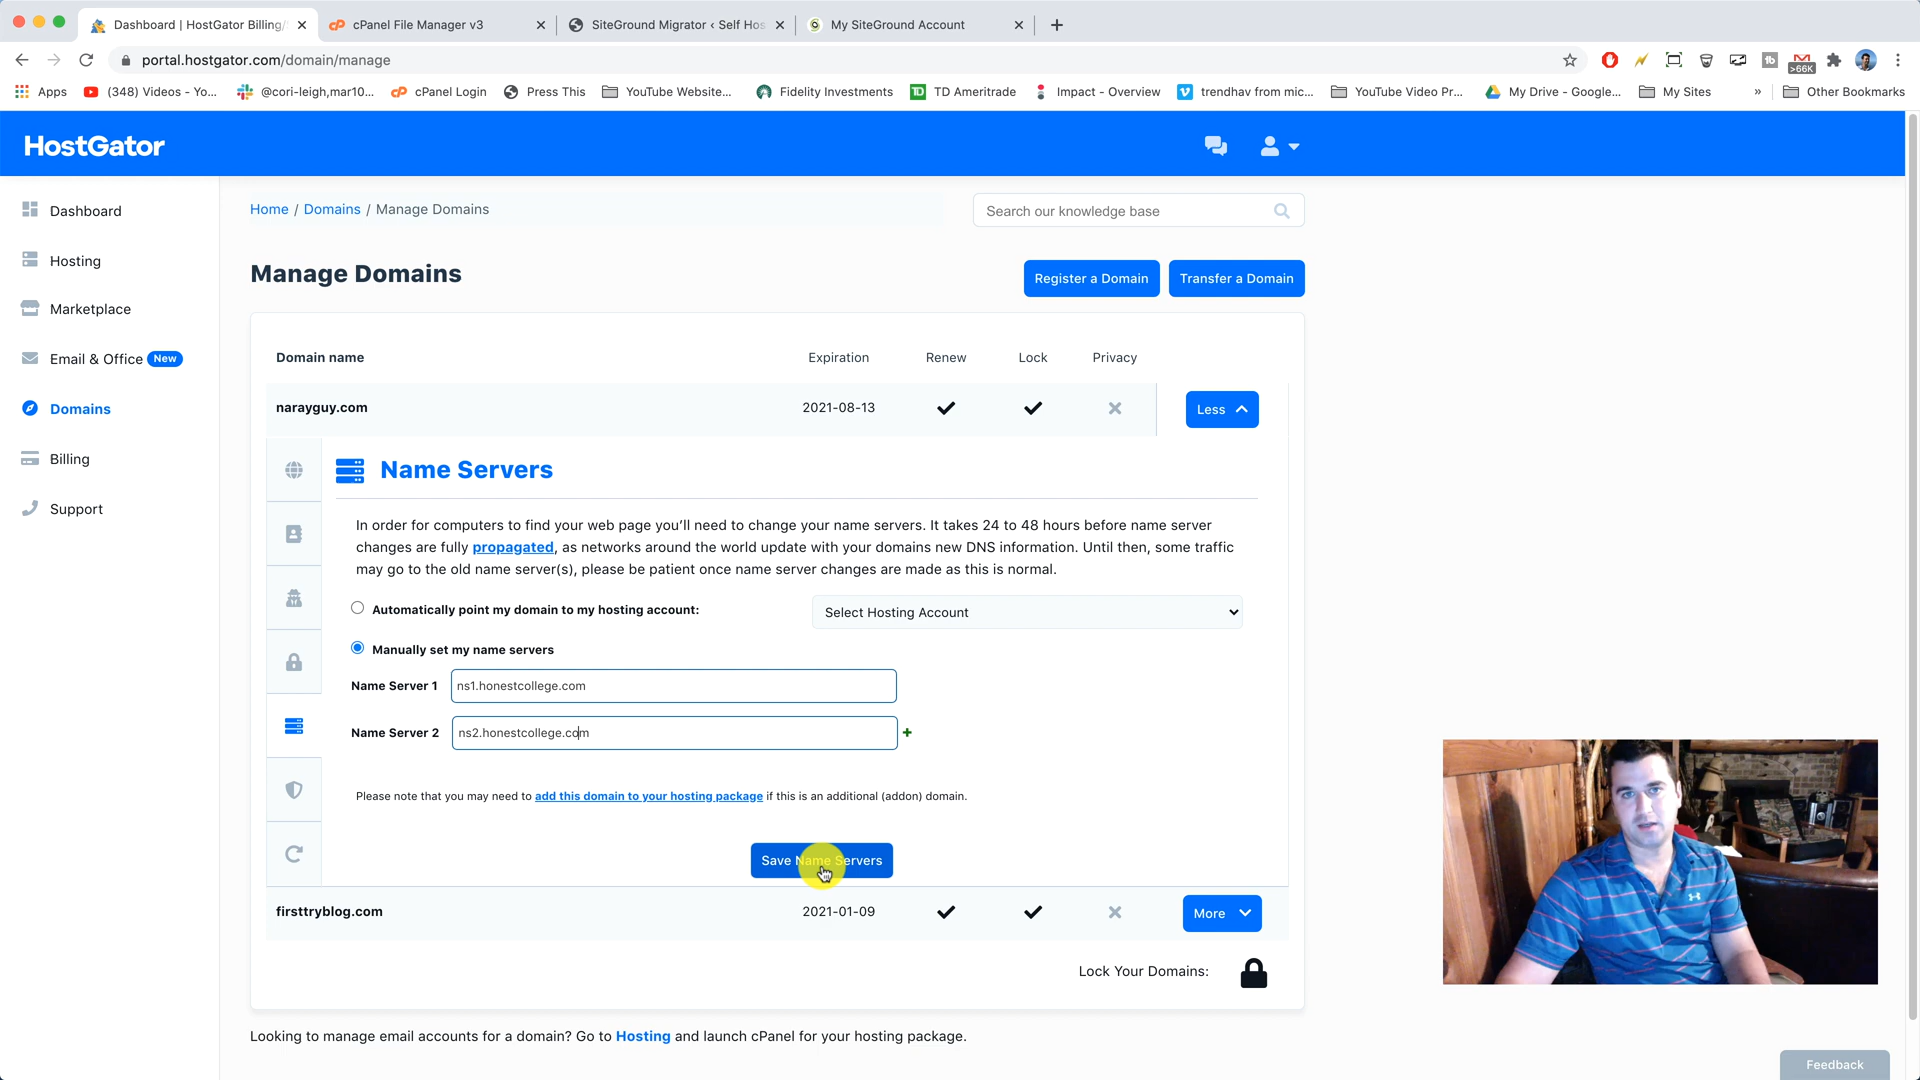 Dashboard | HostGator Billing/
cPanel File Manager v3
SiteGround Migrator ‹ Self Hos
My SiteGround Account
portal.hostgator.com/domain/manage
>66K
Apps
(348) Videos - Yo...
@cori-leigh,mar10...
cPanel Login
Press This
YouTube Website...
Fidelity Investments
TD Ameritrade
Impact - Overview
trendhav from mic...
YouTube Video Pr...
My Drive - Google...
My Sites
»
Other Bookmarks
HostGator
Dashboard
Hosting
Marketplace
Email & Office New
Domains
Billing
Support
Home / Domains / Manage Domains
Search our knowledge base
Manage Domains
Register a Domain
Transfer a Domain
Domain name Expiration Renew Lock Privacy
narayguy.com 2021-08-13 Less
Name Servers
In order for computers to find your web page you'll need to change your name servers. It takes 24 to 48 hours before name server
changes are fully propagated, as networks around the world update with your domains new DNS information. Until then, some traffic
may go to the old name server(s), please be patient once name server changes are made as this is normal.
Automatically point my domain to my hosting account: Select Hosting Account
Manually set my name servers
Name Server 1 ns1.honestcollege.com
Name Server 2 ns2.honestcollege.com +
Please note that you may need to add this domain to your hosting package if this is an additional (addon) domain.
Save Name Servers
firsttryblog.com 2021-01-09 More
Lock Your Domains:
Looking to manage email accounts for a domain? Go to Hosting and launch cPanel for your hosting package.
Feedback